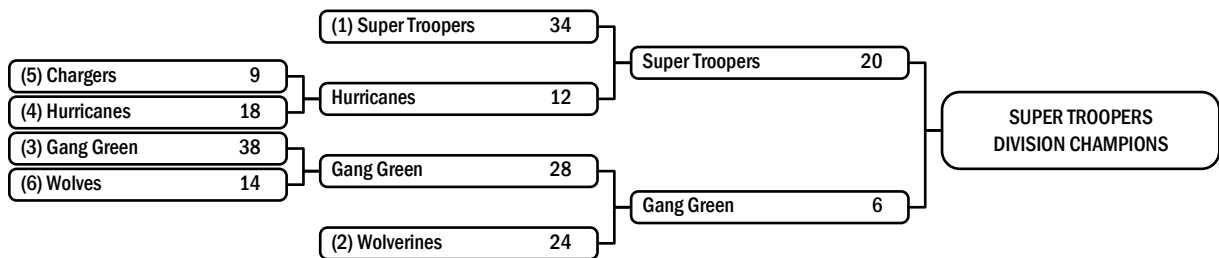 (1) Super Troopers 34
Super Troopers 20
(5) Chargers 9
Hurricanes 12
(4) Hurricanes 18
SUPER TROOPERS
DIVISION CHAMPIONS
(3) Gang Green 38
Gang Green 28
(6) Wolves 14
Gang Green 6
(2) Wolverines 24